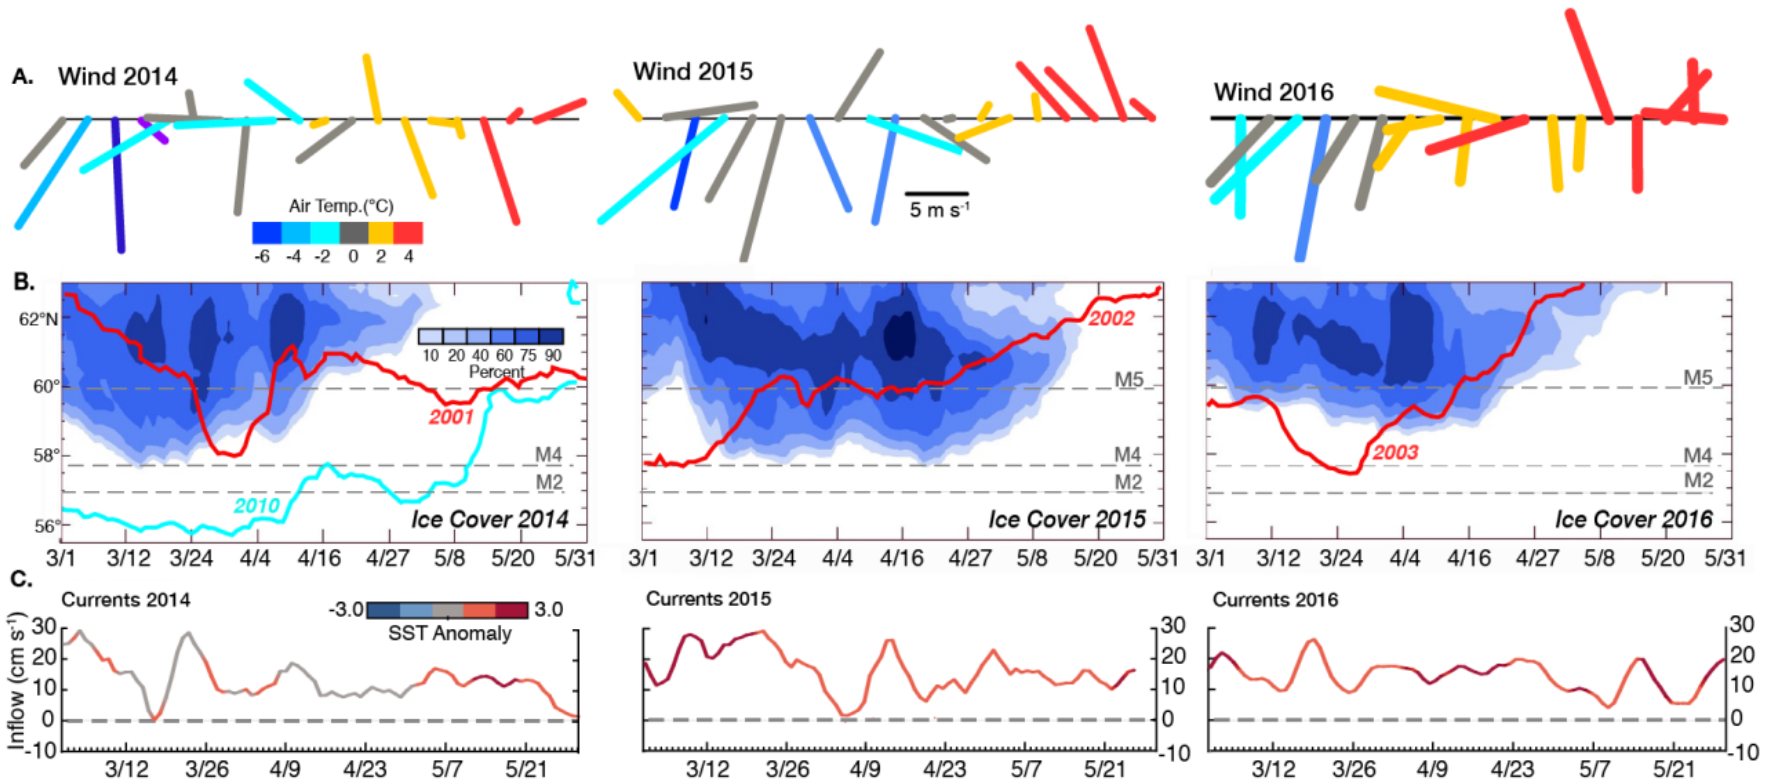 A.
Wind 2014
Wind 2015
Wind 2016
Air Temp.(°C)
-6 -4 -2 0 2 4
5 m s-1
B.
62°N
60°
58°
56°
10 20 40 60 75 90
Percent
2001
2010
M4
M2
Ice Cover 2014
3/1 3/12 3/24 4/4 4/16 4/27 5/8 5/20 5/31
2002
M5
M4
M2
Ice Cover 2015
3/1 3/12 3/24 4/4 4/16 4/27 5/8 5/20 5/31
2003
M5
M4
M2
Ice Cover 2016
3/1 3/12 3/24 4/4 4/16 4/27 5/8 5/20 5/31
C.
Currents 2014
-3.0 3.0
SST Anomaly
Inflow (cm s-1)
30
20
10
0
-10
3/12 3/26 4/9 4/23 5/7 5/21
Currents 2015
30
20
10
0
-10
3/12 3/26 4/9 4/23 5/7 5/21
Currents 2016
30
20
10
0
-10
3/12 3/26 4/9 4/23 5/7 5/21